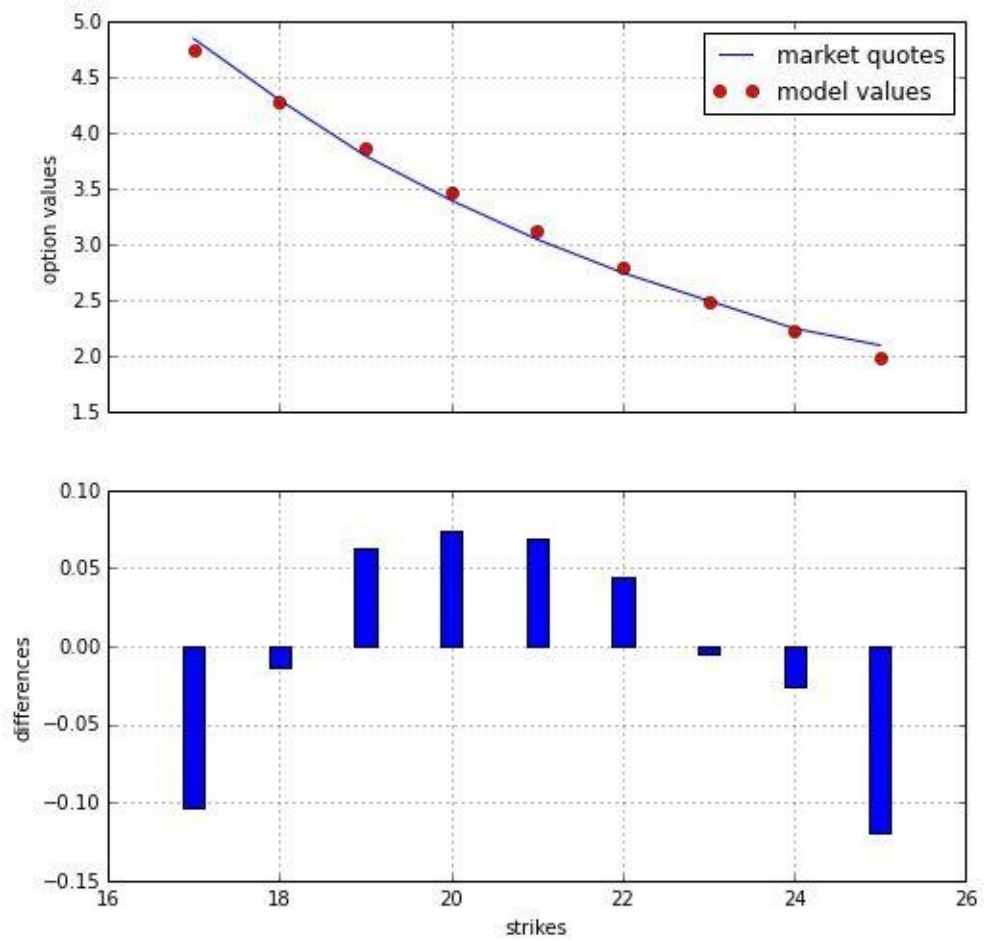 5.0
4.5
4.0
3.5
3.0
2.5
2.0
1.5
option values
market quotes
model values
0.10
0.05
0.00
−0.05
−0.10
−0.15
differences
16 18 20 22 24 26
strikes